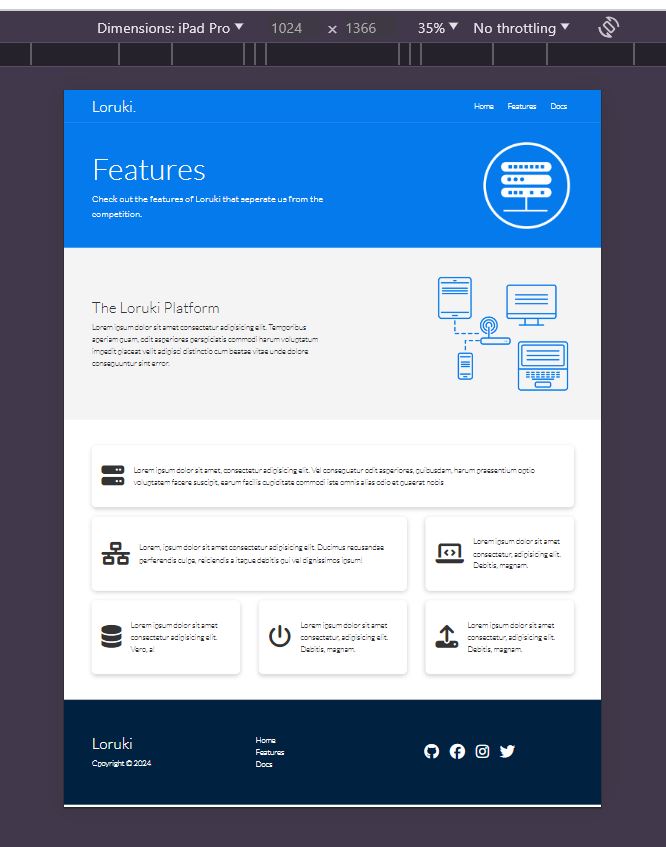 Dimensions: iPad Pro 1024 × 1366 35% No throttling
Loruki. Home Features Docs
Features
Check out the features of Loruki that seperate us from the
competition.
The Loruki Platform
Lorem ipsum dolor sit amet consectetur adipisicing elit. Temporibus
aperiam quam, odit asperiores perspiciatis commodi harum voluptatum
impedit placeat velit adipisci distinctio cum beatae vitae unde dolore
consequuntur sint error.
Lorem ipsum dolor sit amet, consectetur adipisicing elit. Vel consequatur odit asperiores, quibusdam, harum praesentium optio
voluptatem facere suscipit, earum facilis cupiditate commodi iste omnis alias odio et quaerat nobis
Lorem, ipsum dolor sit amet consectetur adipisicing elit. Ducimus recusandae
perferendis culpa, reiciendis a itaque debitis qui vel dignissimos ipsum!
Lorem ipsum dolor sit amet
consectetur, adipisicing elit.
Debitis, magnam.
Lorem ipsum dolor sit amet
consectetur adipisicing elit.
Vero, a!
Lorem ipsum dolor sit amet
consectetur, adipisicing elit.
Debitis, magnam.
Lorem ipsum dolor sit amet
consectetur, adipisicing elit.
Debitis, magnam.
Loruki
Copyright © 2024
Home
Features
Docs